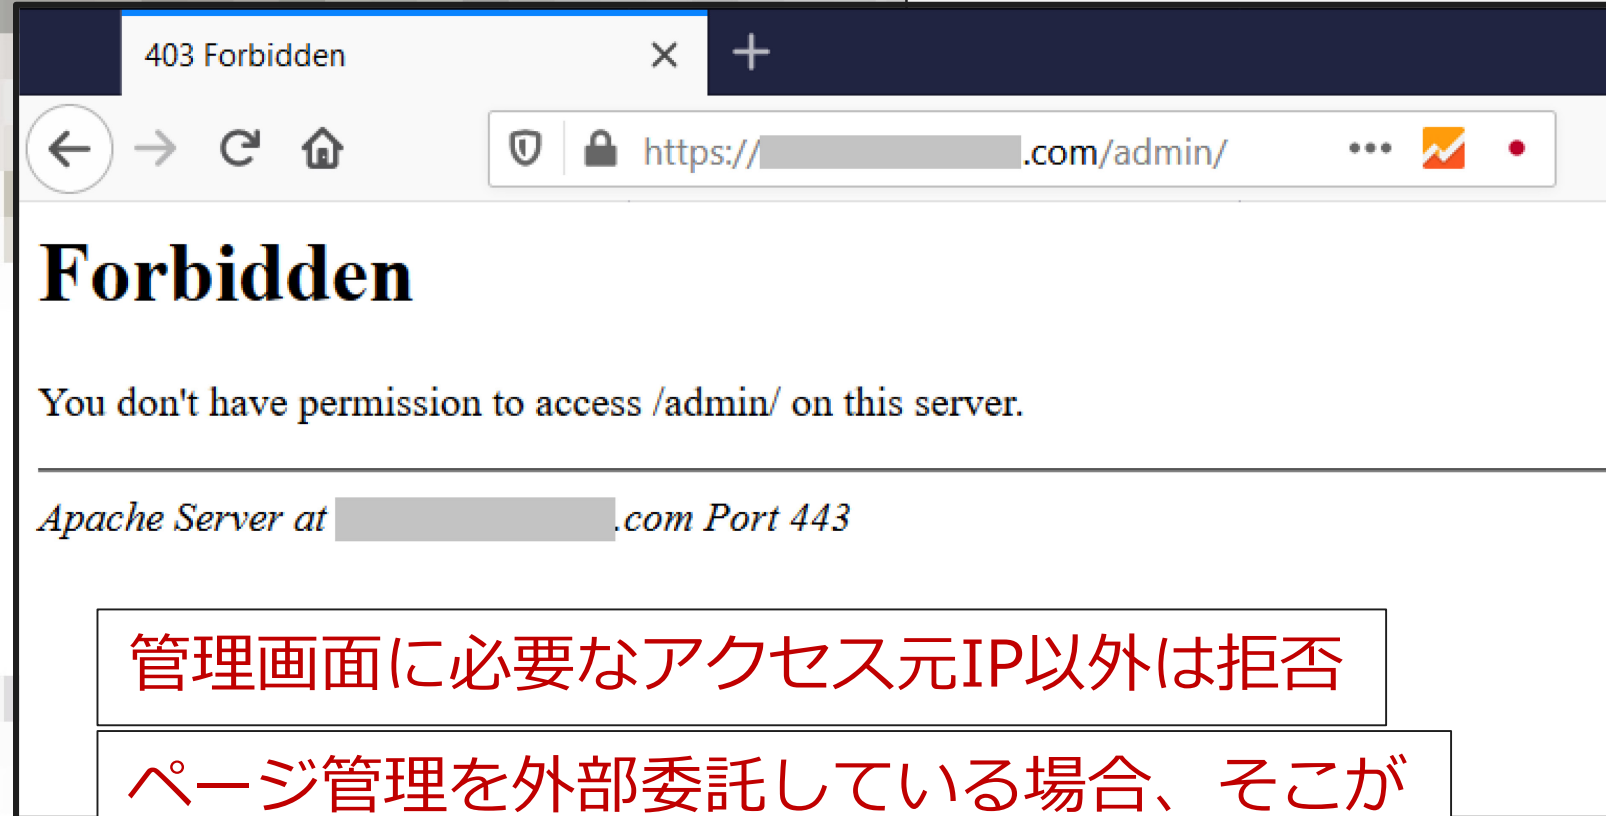 403 Forbidden
https:// .com/admin/
Forbidden
You don't have permission to access /admin/ on this server.
Apache Server at .com Port 443
管理画面に必要なアクセス元IP以外は拒否
ページ管理を外部委託している場合、そこが